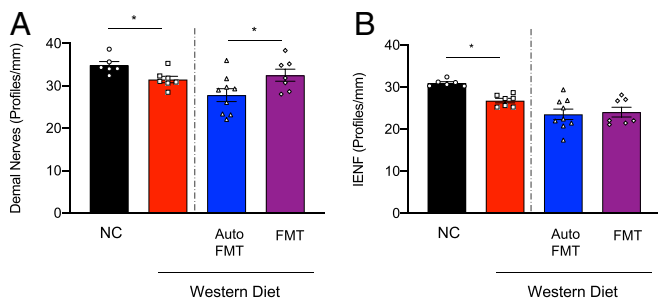 A
Demal Nerves (Profiles/mm)
40
30
20
10
0
*
*
NC
Auto
FMT
FMT
Western Diet
B
IENF (Profiles/mm)
40
30
20
10
0
*
NC
Auto
FMT
FMT
Western Diet